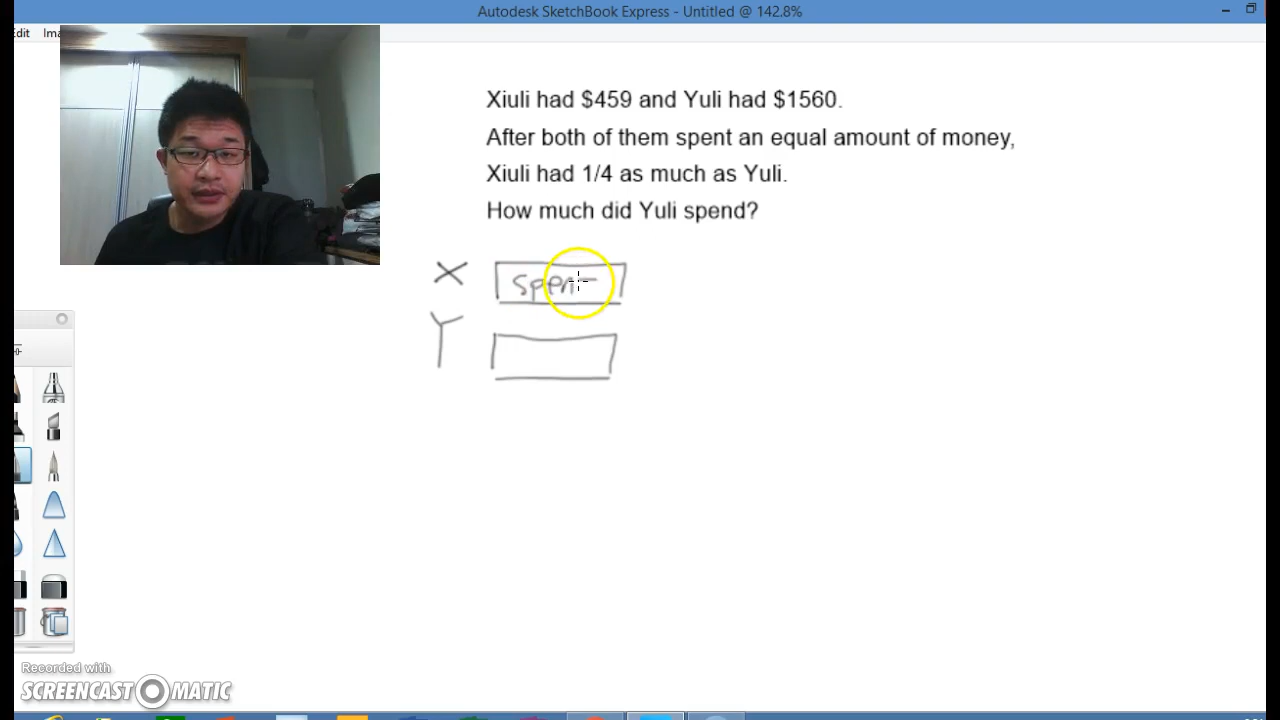 Autodesk SketchBook Express - Untitled @ 142.8%
dit Ima
Xiuli had $459 and Yuli had $1560.
After both of them spent an equal amount of money,
Xiuli had 1/4 as much as Yuli.
How much did Yuli spend?
X spent
Y
Recorded with
SCREENCAST MATIC